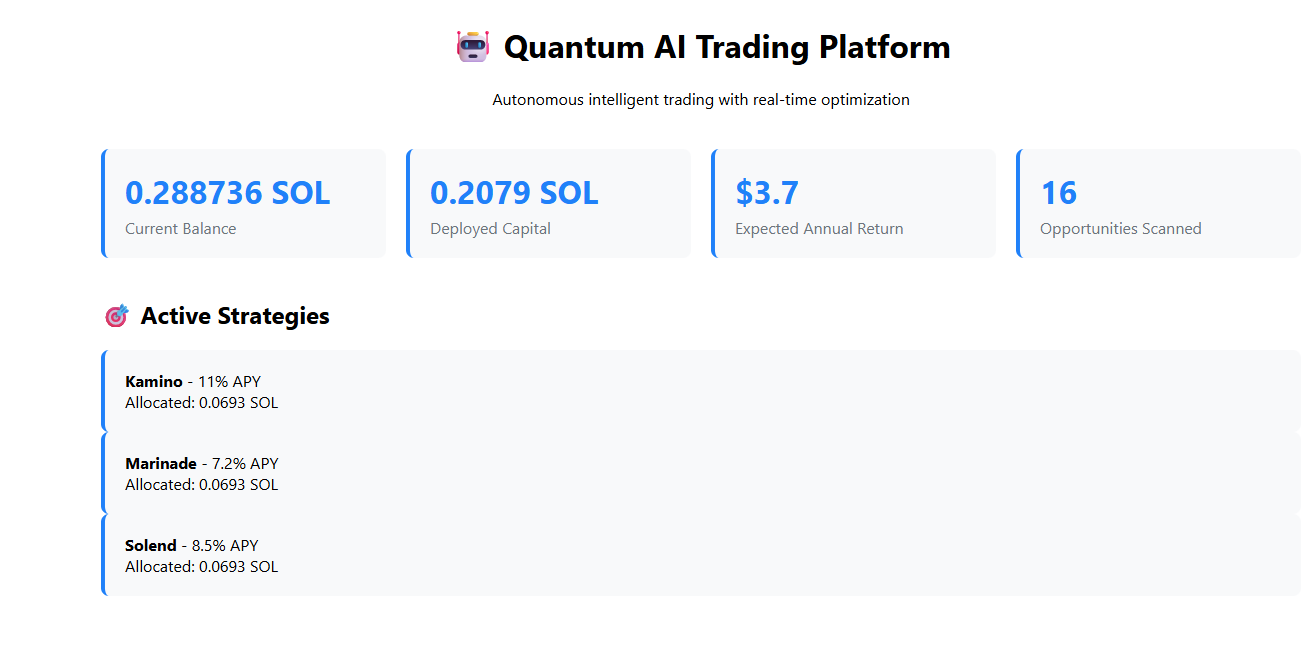 Quantum AI Trading Platform
Autonomous intelligent trading with real-time optimization
0.288736 SOL
Current Balance
0.2079 SOL
Deployed Capital
$3.7
Expected Annual Return
16
Opportunities Scanned
Active Strategies
Kamino - 11% APY
Allocated: 0.0693 SOL
Marinade - 7.2% APY
Allocated: 0.0693 SOL
Solend - 8.5% APY
Allocated: 0.0693 SOL